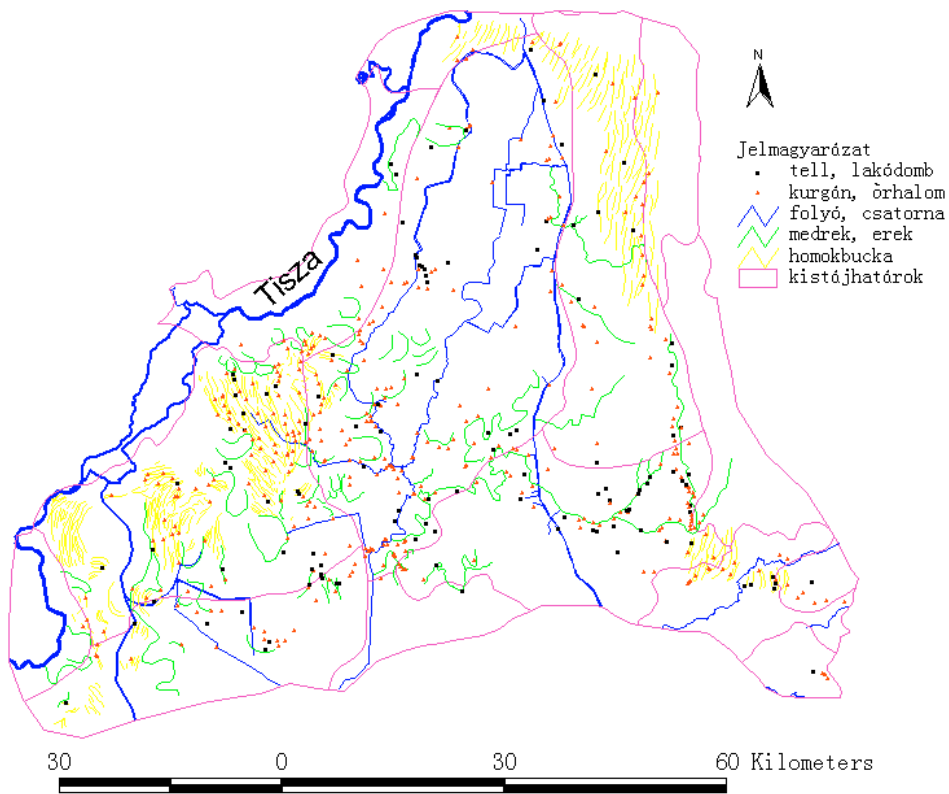 N
Jelmagyarázat
tell, lakódomb
kurgán, òrhalom
folyó, csatorna
medrek, erek
homokbucka
kistájhatárok
Tisza
30 0 30 60 Kilometers